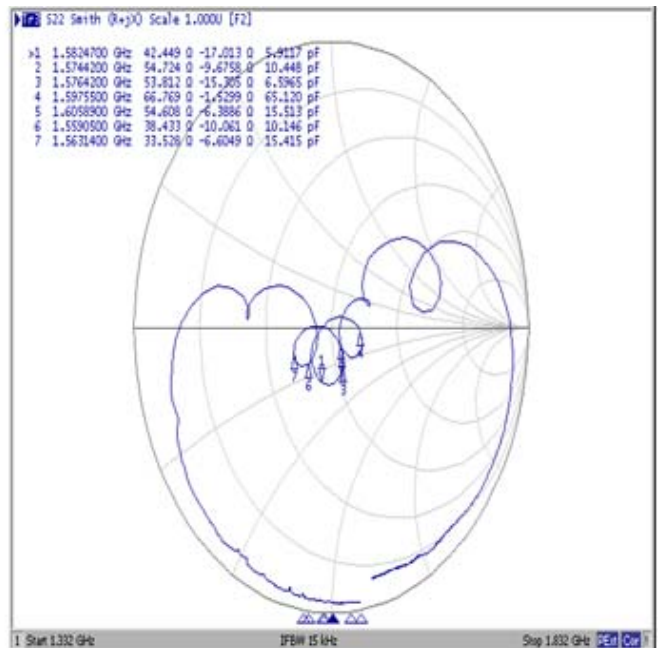 S22 Smith (R+jX) Scale 1.000U [F2]
>1 1.5824700 GHz 42.449 Ω -17.013 Ω 5.9117 pF
2 1.5744200 GHz 54.724 Ω -9.6758 Ω 10.448 pF
3 1.5764200 GHz 53.812 Ω -15.305 Ω 6.5965 pF
4 1.5975500 GHz 66.769 Ω -1.5299 Ω 65.120 pF
5 1.6058900 GHz 54.608 Ω -6.3886 Ω 15.513 pF
6 1.5590500 GHz 38.433 Ω -10.061 Ω 10.146 pF
7 1.5631400 GHz 33.528 Ω -6.6049 Ω 15.415 pF
1
7
6
3
1 Start 1.332 GHz IFBW 15 kHz Stop 1.832 GHz Cor